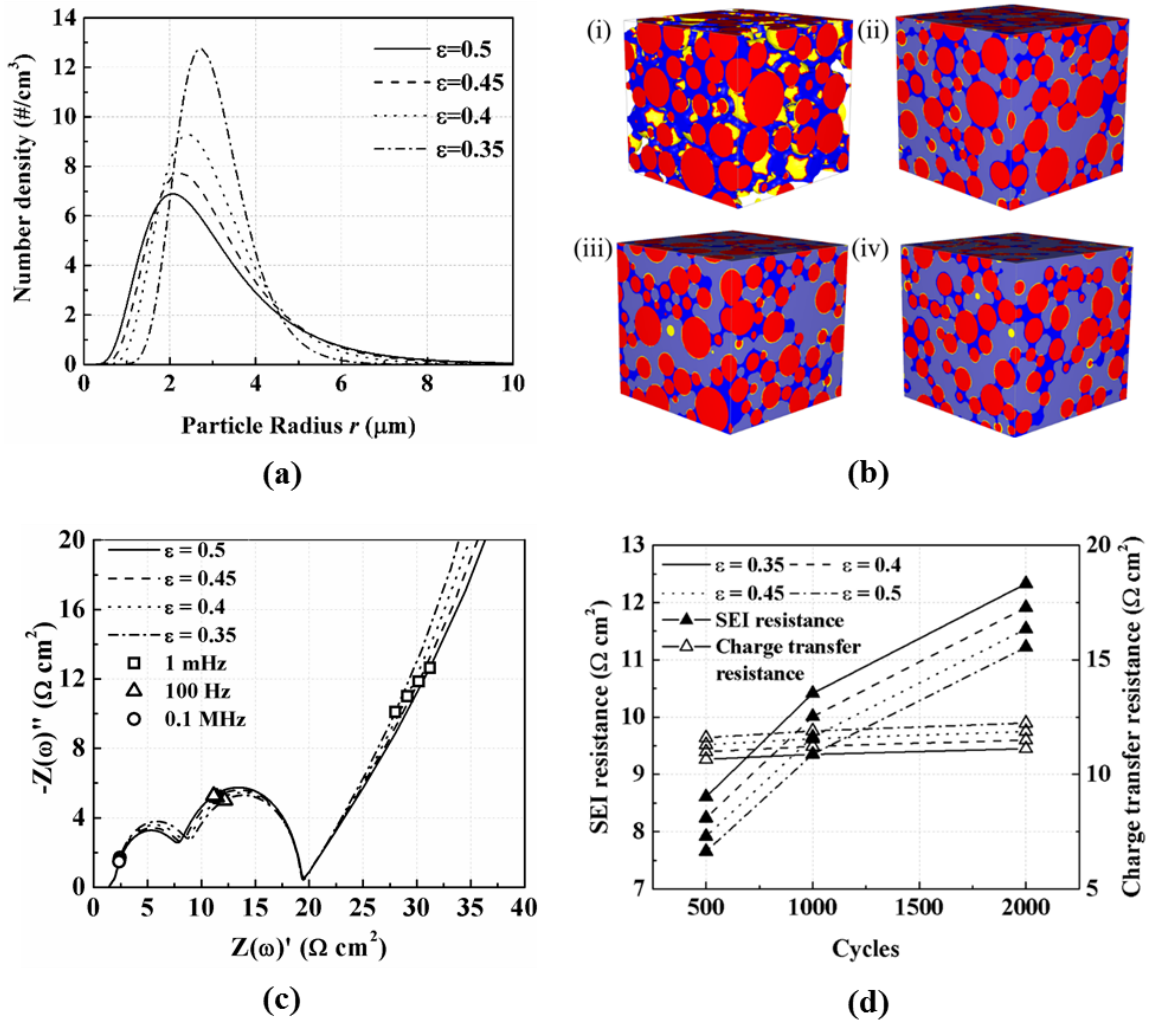 14
12
10
8
6
4
2
0
Number density (#/cm³)
0 2 4 6 8 10
Particle Radius r (μm)
ε=0.5
ε=0.45
ε=0.4
ε=0.35
(a)
(i)
(ii)
(iii)
(iv)
(b)
20
16
12
8
4
0
-Z(ω)'' (Ω cm²)
ε = 0.5
ε = 0.45
ε = 0.4
ε = 0.35
1 mHz
100 Hz
0.1 MHz
0 5 10 15 20 25 30 35 40
Z(ω)' (Ω cm²)
(c)
13
12
11
10
9
8
7
SEI resistance (Ω cm²)
ε = 0.35
ε = 0.4
ε = 0.45
ε = 0.5
SEI resistance
Charge transfer
resistance
20
15
10
5
Charge transfer resistance (Ω cm²)
500 1000 1500 2000
Cycles
(d)